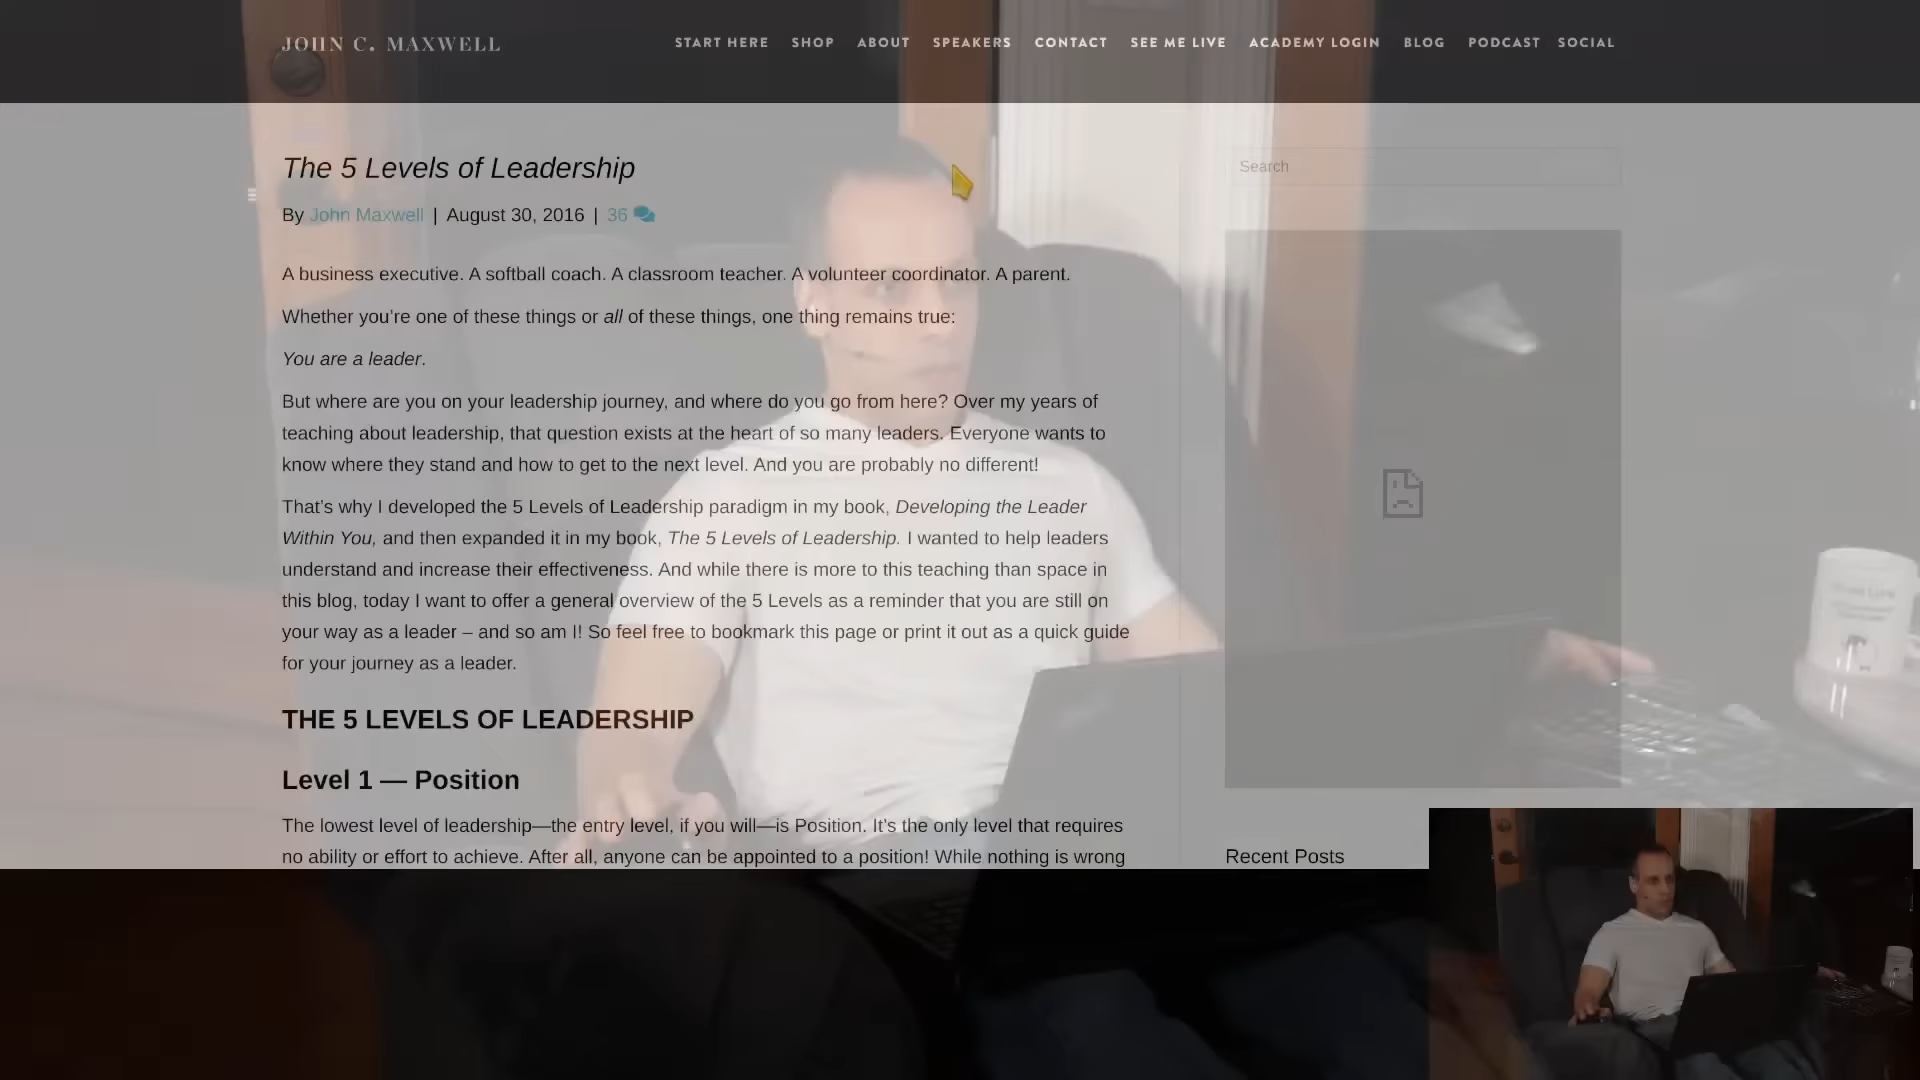 JOHN C. MAXWELL
START HERE SHOP ABOUT SPEAKERS CONTACT SEE ME LIVE ACADEMY LOGIN BLOG PODCAST SOCIAL
The 5 Levels of Leadership
Search
By John Maxwell | August 30, 2016 | 36
A business executive. A softball coach. A classroom teacher. A volunteer coordinator. A parent.
Whether you’re one of these things or all of these things, one thing remains true:
You are a leader.
But where are you on your leadership journey, and where do you go from here? Over my years of
teaching about leadership, that question exists at the heart of so many leaders. Everyone wants to
know where they stand and how to get to the next level. And you are probably no different!
That’s why I developed the 5 Levels of Leadership paradigm in my book, Developing the Leader
Within You, and then expanded it in my book, The 5 Levels of Leadership. I wanted to help leaders
understand and increase their effectiveness. And while there is more to this teaching than space in
this blog, today I want to offer a general overview of the 5 Levels as a reminder that you are still on
your way as a leader – and so am I! So feel free to bookmark this page or print it out as a quick guide
for your journey as a leader.
THE 5 LEVELS OF LEADERSHIP
Level 1 — Position
The lowest level of leadership—the entry level, if you will—is Position. It’s the only level that requires
no ability or effort to achieve. After all, anyone can be appointed to a position! While nothing is wrong
Recent Posts